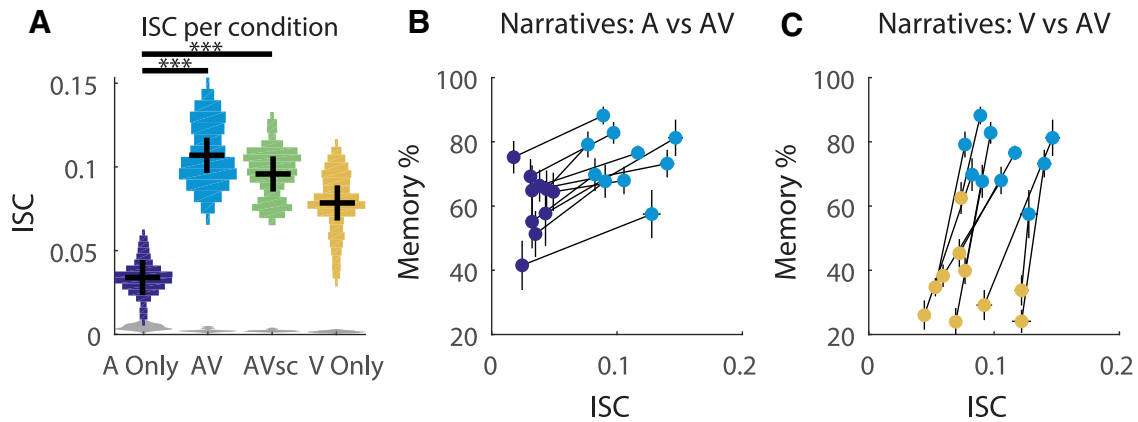 A
ISC per condition
***
***
0.15
0.1
0.05
0
ISC
A Only AV AVsc V Only
B
Narratives: A vs AV
100
80
60
40
20
Memory %
0 0.1 0.2
ISC
C
Narratives: V vs AV
100
80
60
40
20
Memory %
0 0.1 0.2
ISC